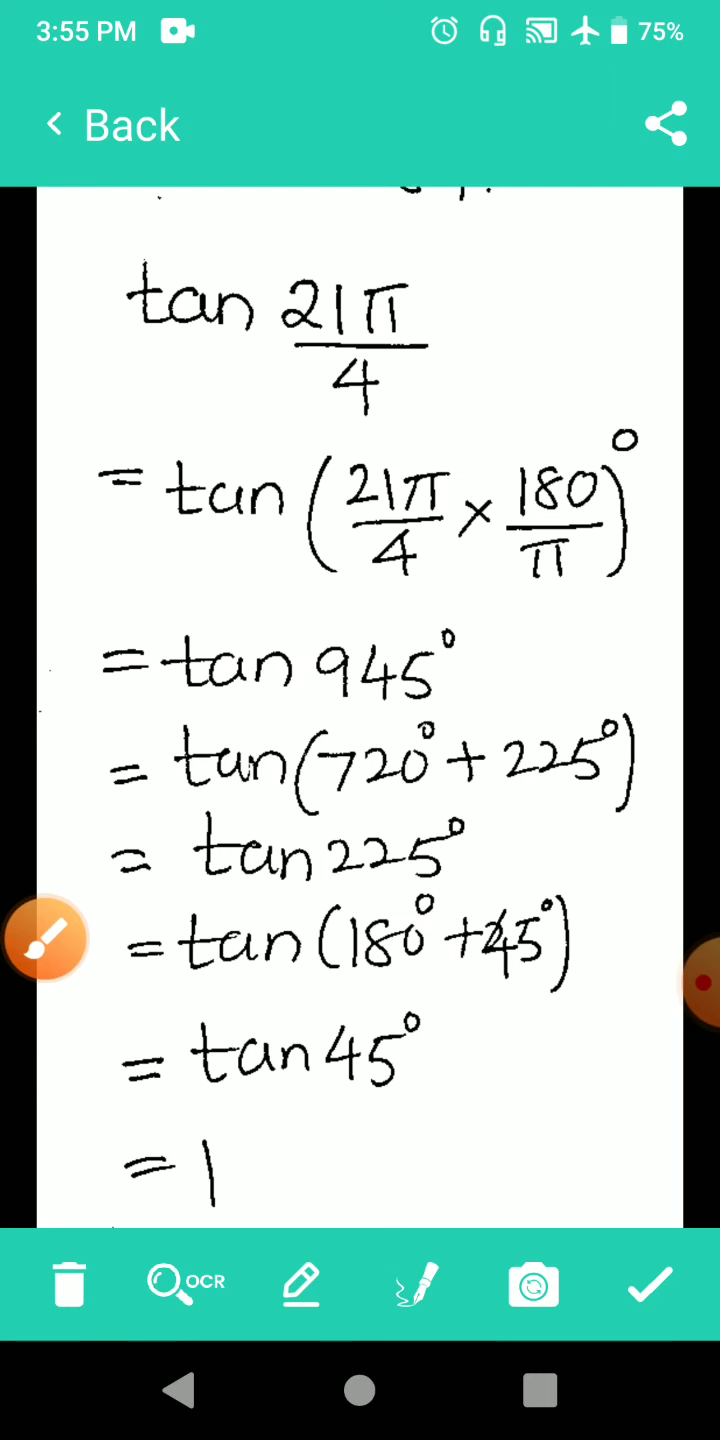 3:55 PM 75%
Back
tan 21π/4
= tan (21π/4 × 180/π)°
= tan 945°
= tan(720° + 225°)
= tan 225°
= tan (180° + 45°)
= tan 45°
= 1
OCR